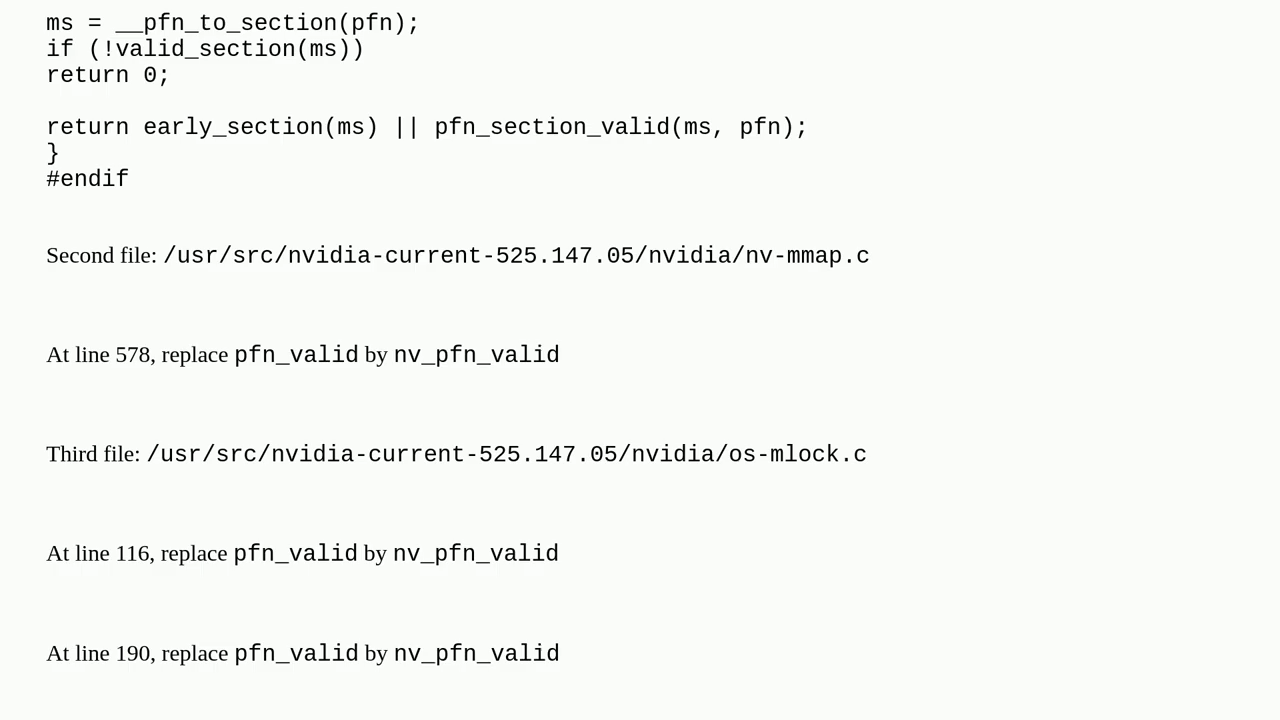 ms = __pfn_to_section(pfn);
if (!valid_section(ms))
return 0;
return early_section(ms) || pfn_section_valid(ms, pfn);
}
#endif
Second file: /usr/src/nvidia-current-525.147.05/nvidia/nv-mmap.c
At line 578, replace pfn_valid by nv_pfn_valid
Third file: /usr/src/nvidia-current-525.147.05/nvidia/os-mlock.c
At line 116, replace pfn_valid by nv_pfn_valid
At line 190, replace pfn_valid by nv_pfn_valid